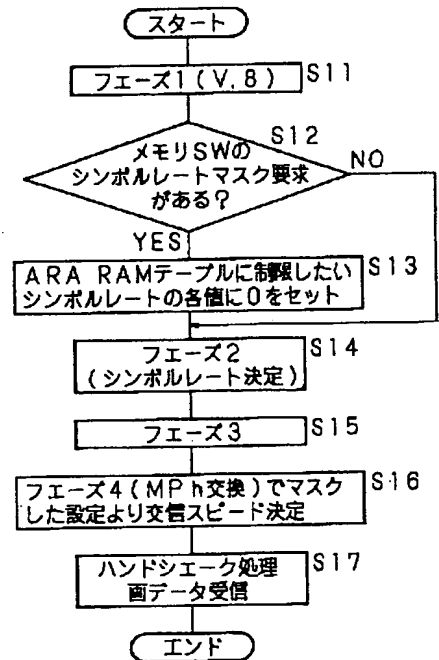 スタート
フェーズ1(V.8)
S11
S12
メモリSWの
シンボルレートマスク要求
がある?
NO
YES
ARA RAMテーブルに制限したい
シンボルレートの各値に0をセット
S13
フェーズ2
(シンボルレート決定)
S14
フェーズ3
S15
フェーズ4(MPh交換)でマスク
した設定より交信スピード決定
S16
ハンドシェーク処理
画データ受信
S17
エンド